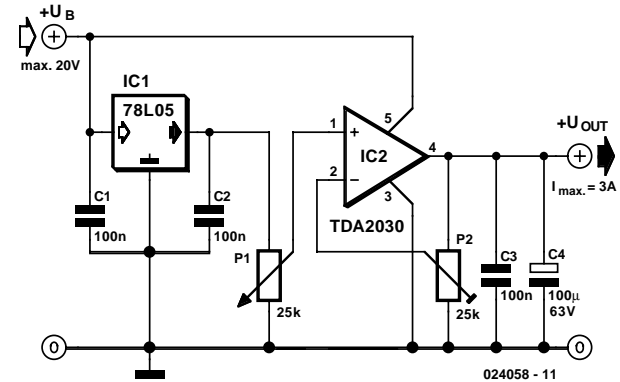 +U B
max. 20V
IC1
78L05
C1
100n
C2
100n
P1
25k
1
+
2
−
IC2
5
4
3
TDA2030
P2
25k
C3
100n
C4
100µ
63V
+U OUT
I max. = 3A
0
0
024058 - 11